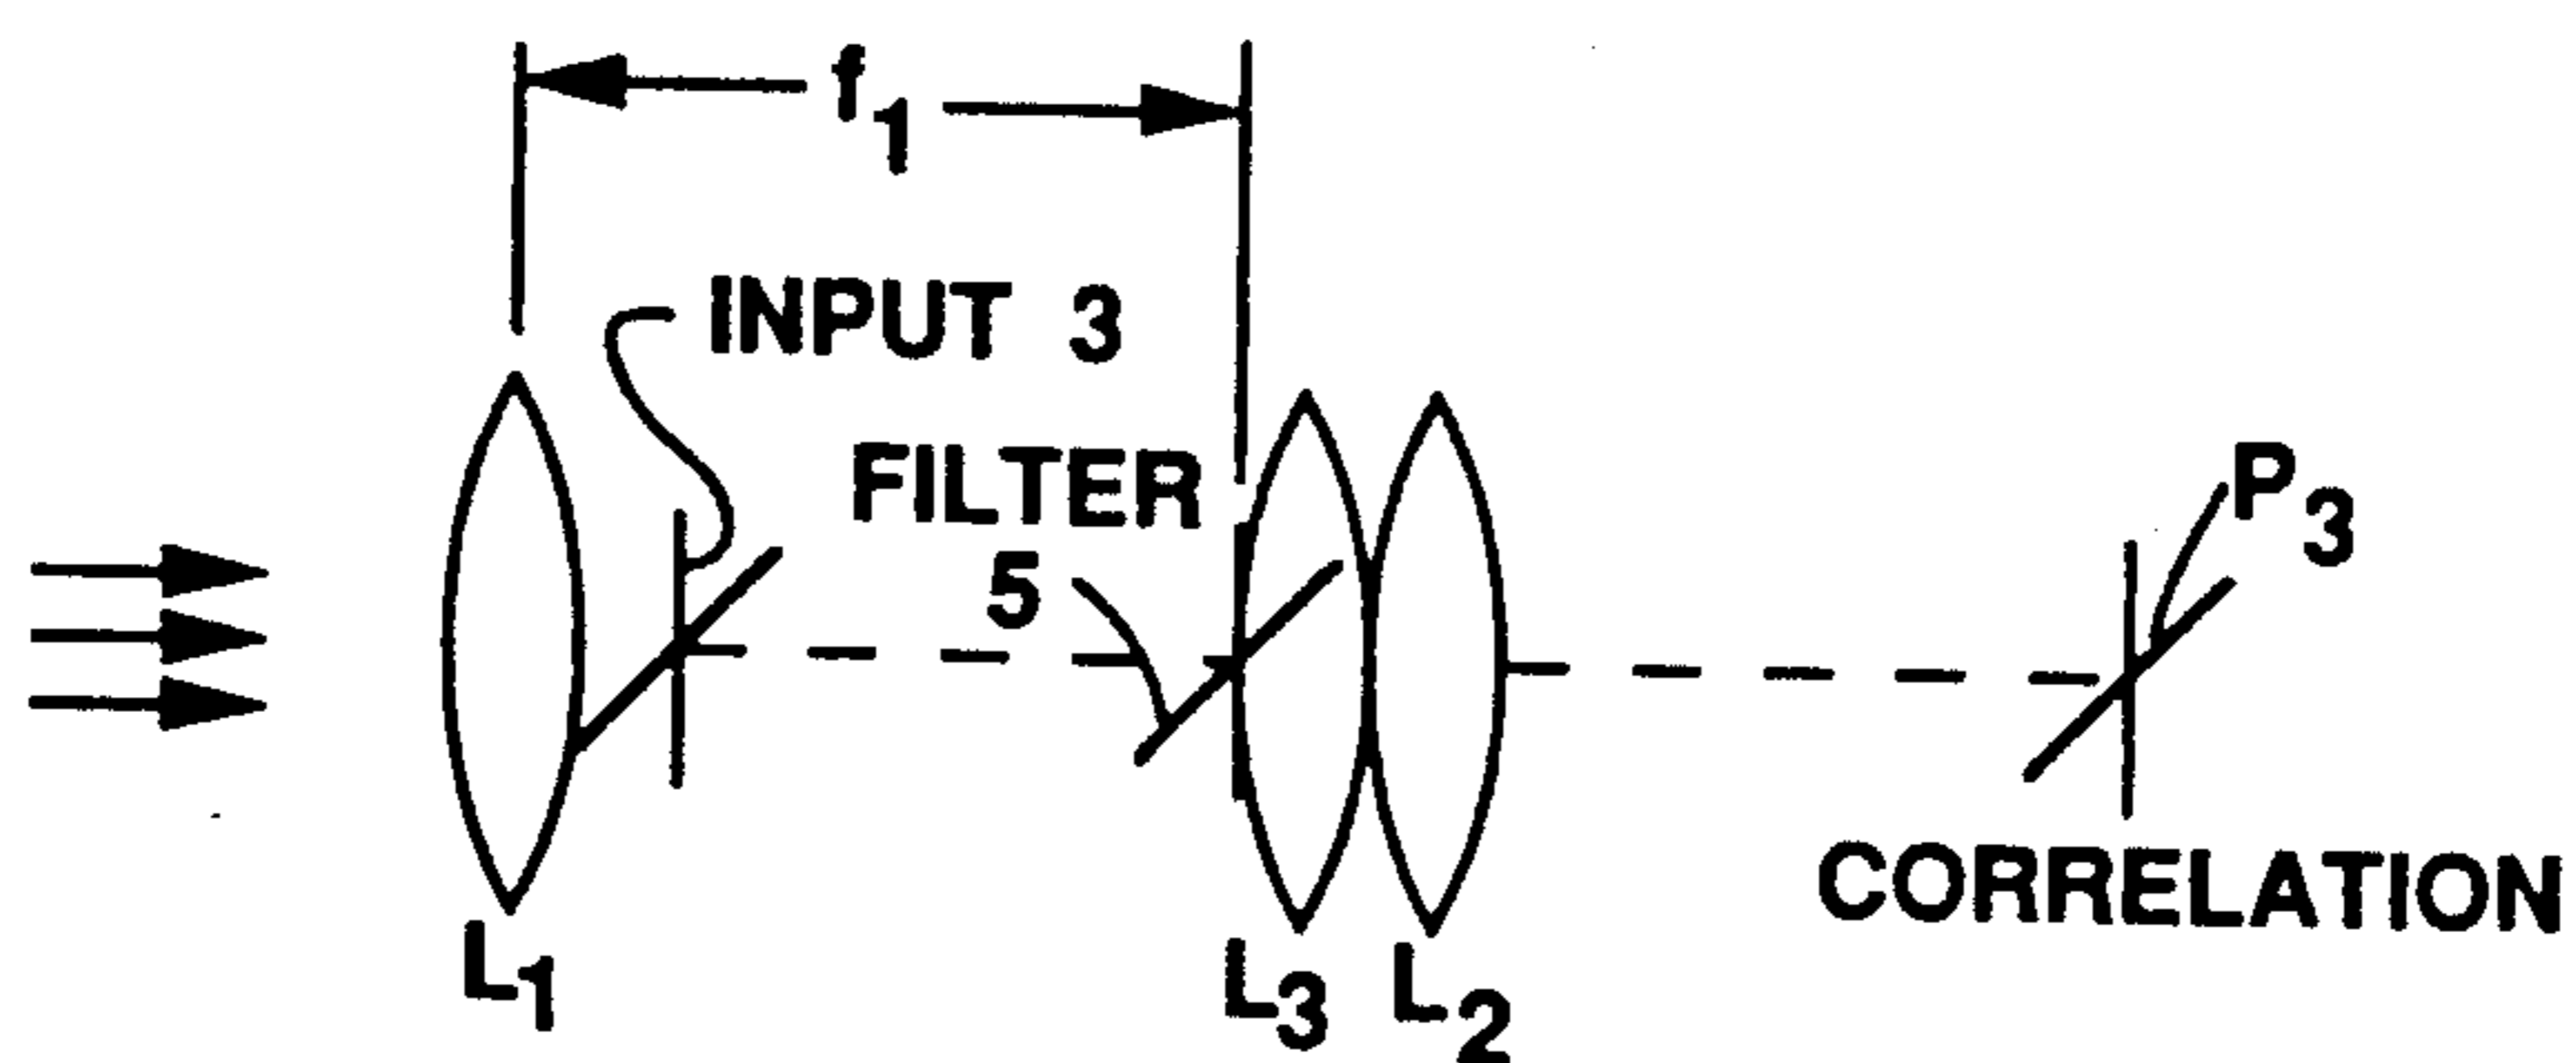 f₁
INPUT 3
FILTER
5
P₃
CORRELATION
L₁
L₃
L₂